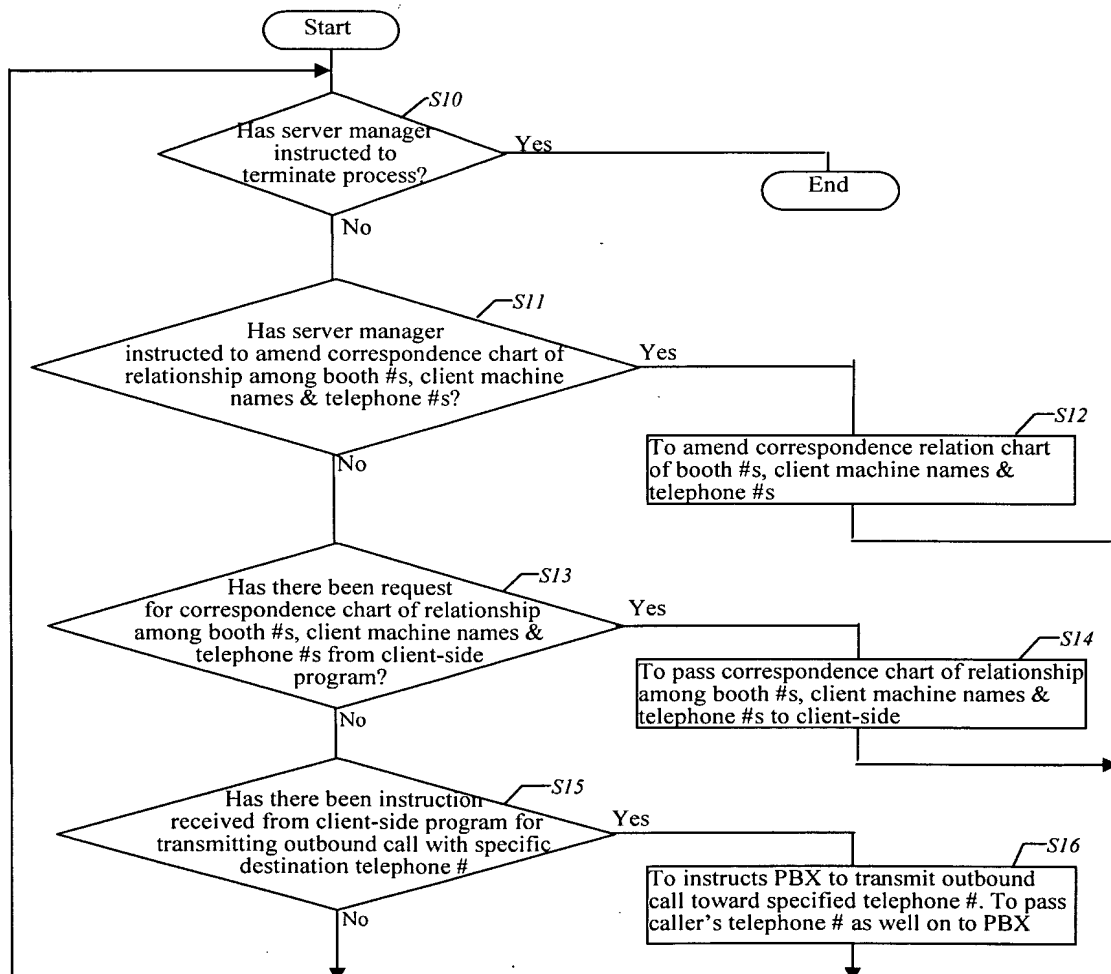 Start
S10
Has server manager
instructed to
terminate process?
Yes
End
No
S11
Has server manager
instructed to amend correspondence chart of
relationship among booth #s, client machine
names & telephone #s?
Yes
S12
To amend correspondence relation chart
of booth #s, client machine names &
telephone #s
No
S13
Has there been request
for correspondence chart of relationship
among booth #s, client machine names &
telephone #s from client-side
program?
Yes
S14
To pass correspondence chart of relationship
among booth #s, client machine names &
telephone #s to client-side
No
S15
Has there been instruction
received from client-side program for
transmitting outbound call with specific
destination telephone #
Yes
S16
To instructs PBX to transmit outbound
call toward specified telephone #. To pass
caller's telephone # as well on to PBX
No